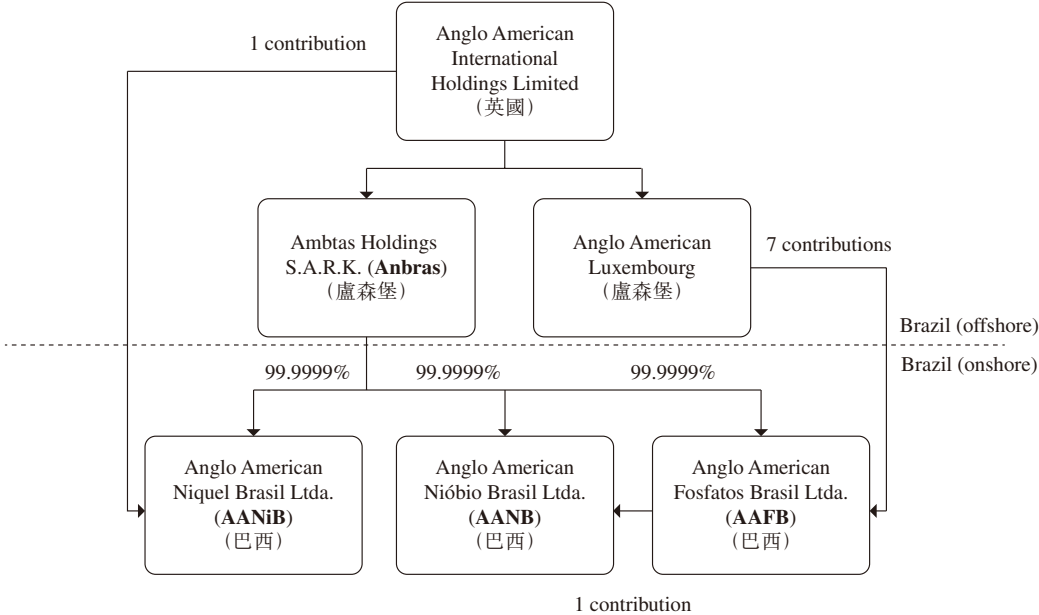 1 contribution
Anglo American
International
Holdings Limited
(英國)
Ambtas Holdings
S.A.R.K. (Anbras)
(盧森堡)
Anglo American
Luxembourg
(盧森堡)
7 contributions
Brazil (offshore)
Brazil (onshore)
99.9999%
99.9999%
99.9999%
Anglo American
Niquel Brasil Ltda.
(AANiB)
(巴西)
Anglo American
Nióbio Brasil Ltda.
(AANB)
(巴西)
Anglo American
Fosfatos Brasil Ltda.
(AAFB)
(巴西)
1 contribution